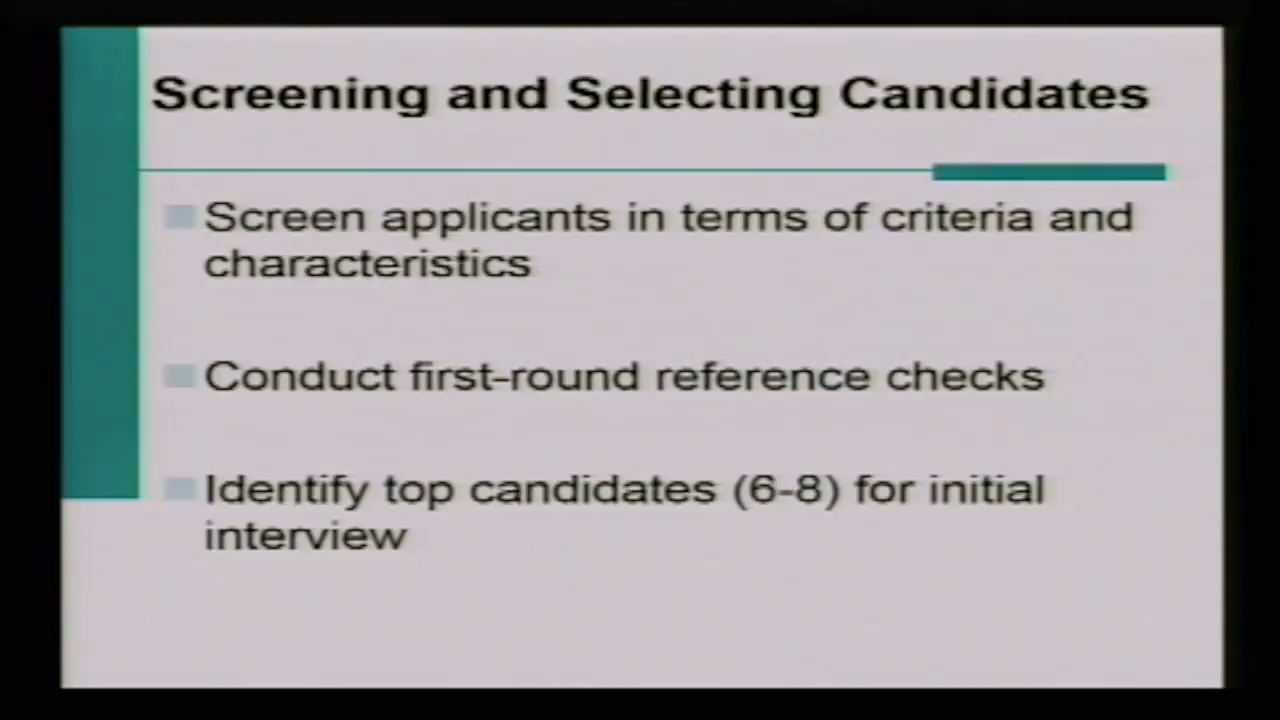 Screening and Selecting Candidates
Screen applicants in terms of criteria and
characteristics
Conduct first-round reference checks
Identify top candidates (6-8) for initial
interview